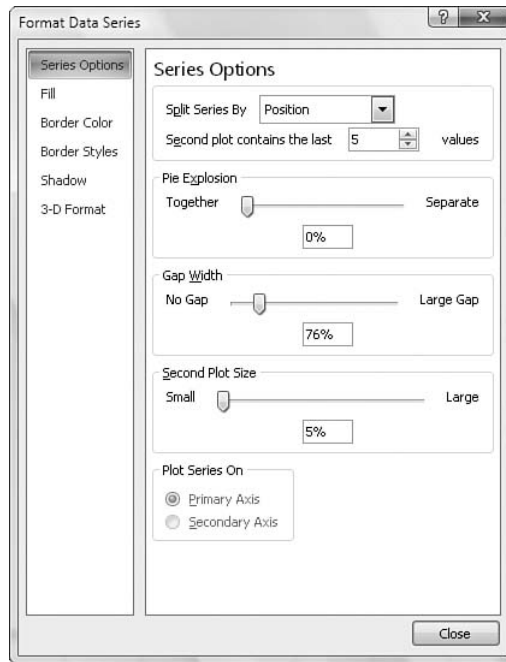 Format Data Series
?
X
Series Options
Fill
Border Color
Border Styles
Shadow
3-D Format
Series Options
Split Series By Position
Second plot contains the last 5 values
Pie Explosion
Together Separate
0%
Gap Width
No Gap Large Gap
76%
Second Plot Size
Small Large
5%
Plot Series On
Primary Axis
Secondary Axis
Close